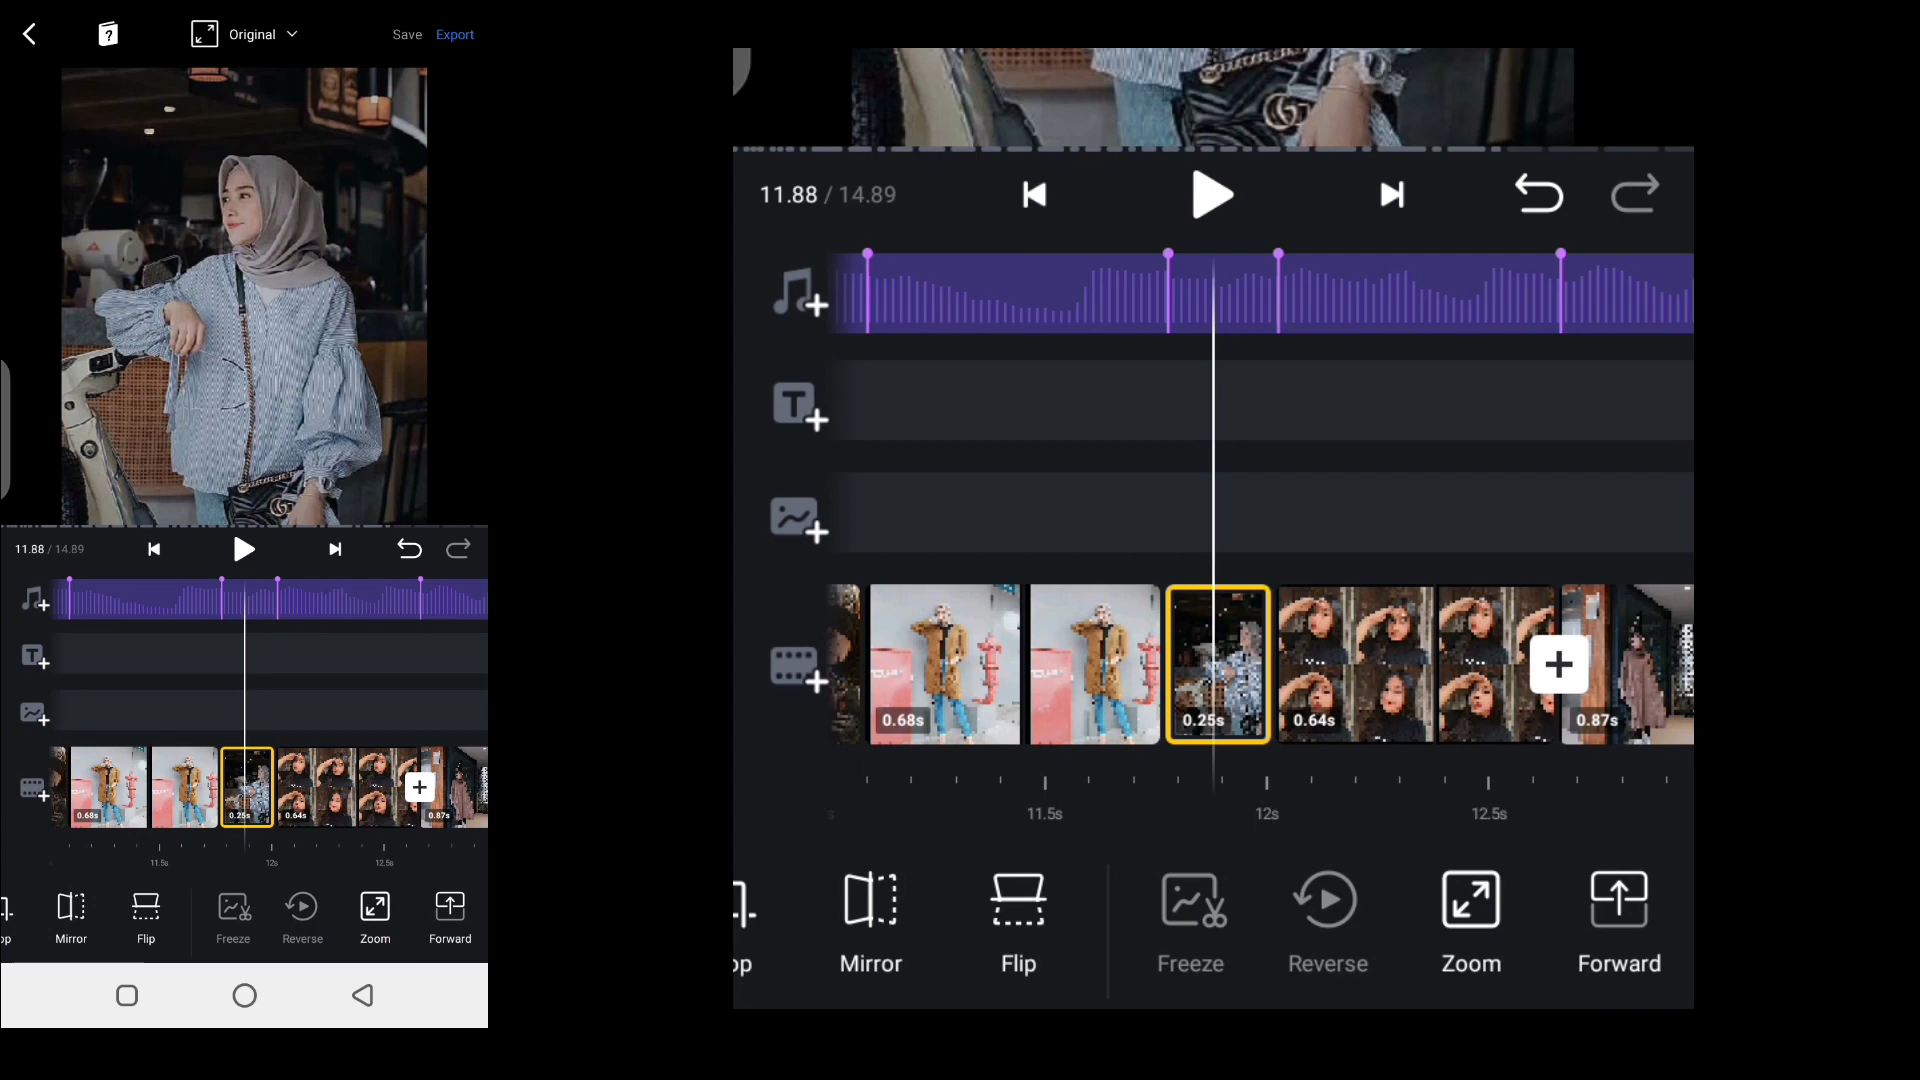 Original
Save
Export
11.88 / 14.89
0.68s
0.25s
0.64s
0.87s
11.5s
12s
12.5s
op
Mirror
Flip
Freeze
Reverse
Zoom
Forward
11.88 / 14.89
0.68s
0.25s
0.64s
0.87s
s
11.5s
12s
12.5s
op
Mirror
Flip
Freeze
Reverse
Zoom
Forward